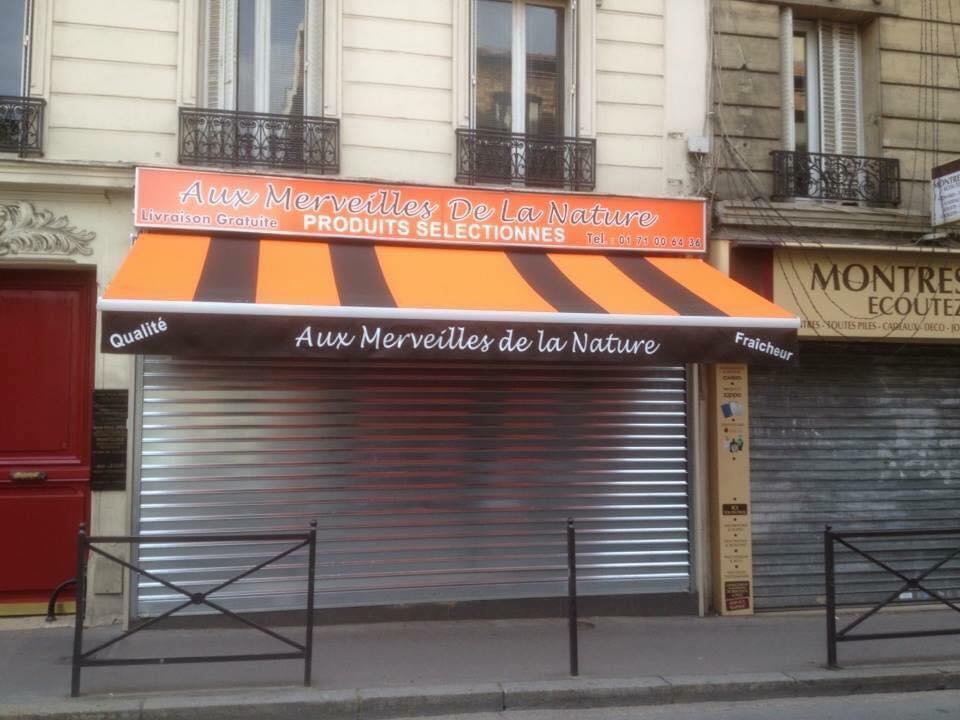 Aux Merveilles De La Nature
Livraison Gratuite
PRODUITS SELECTIONNES
Tel. : 01 71 00 64 36
Qualité
Aux Merveilles de la Nature
Fraîcheur
MONTRES
ECOUTEZ
TOUTES PILES - CADEAUX - DECO
zippo